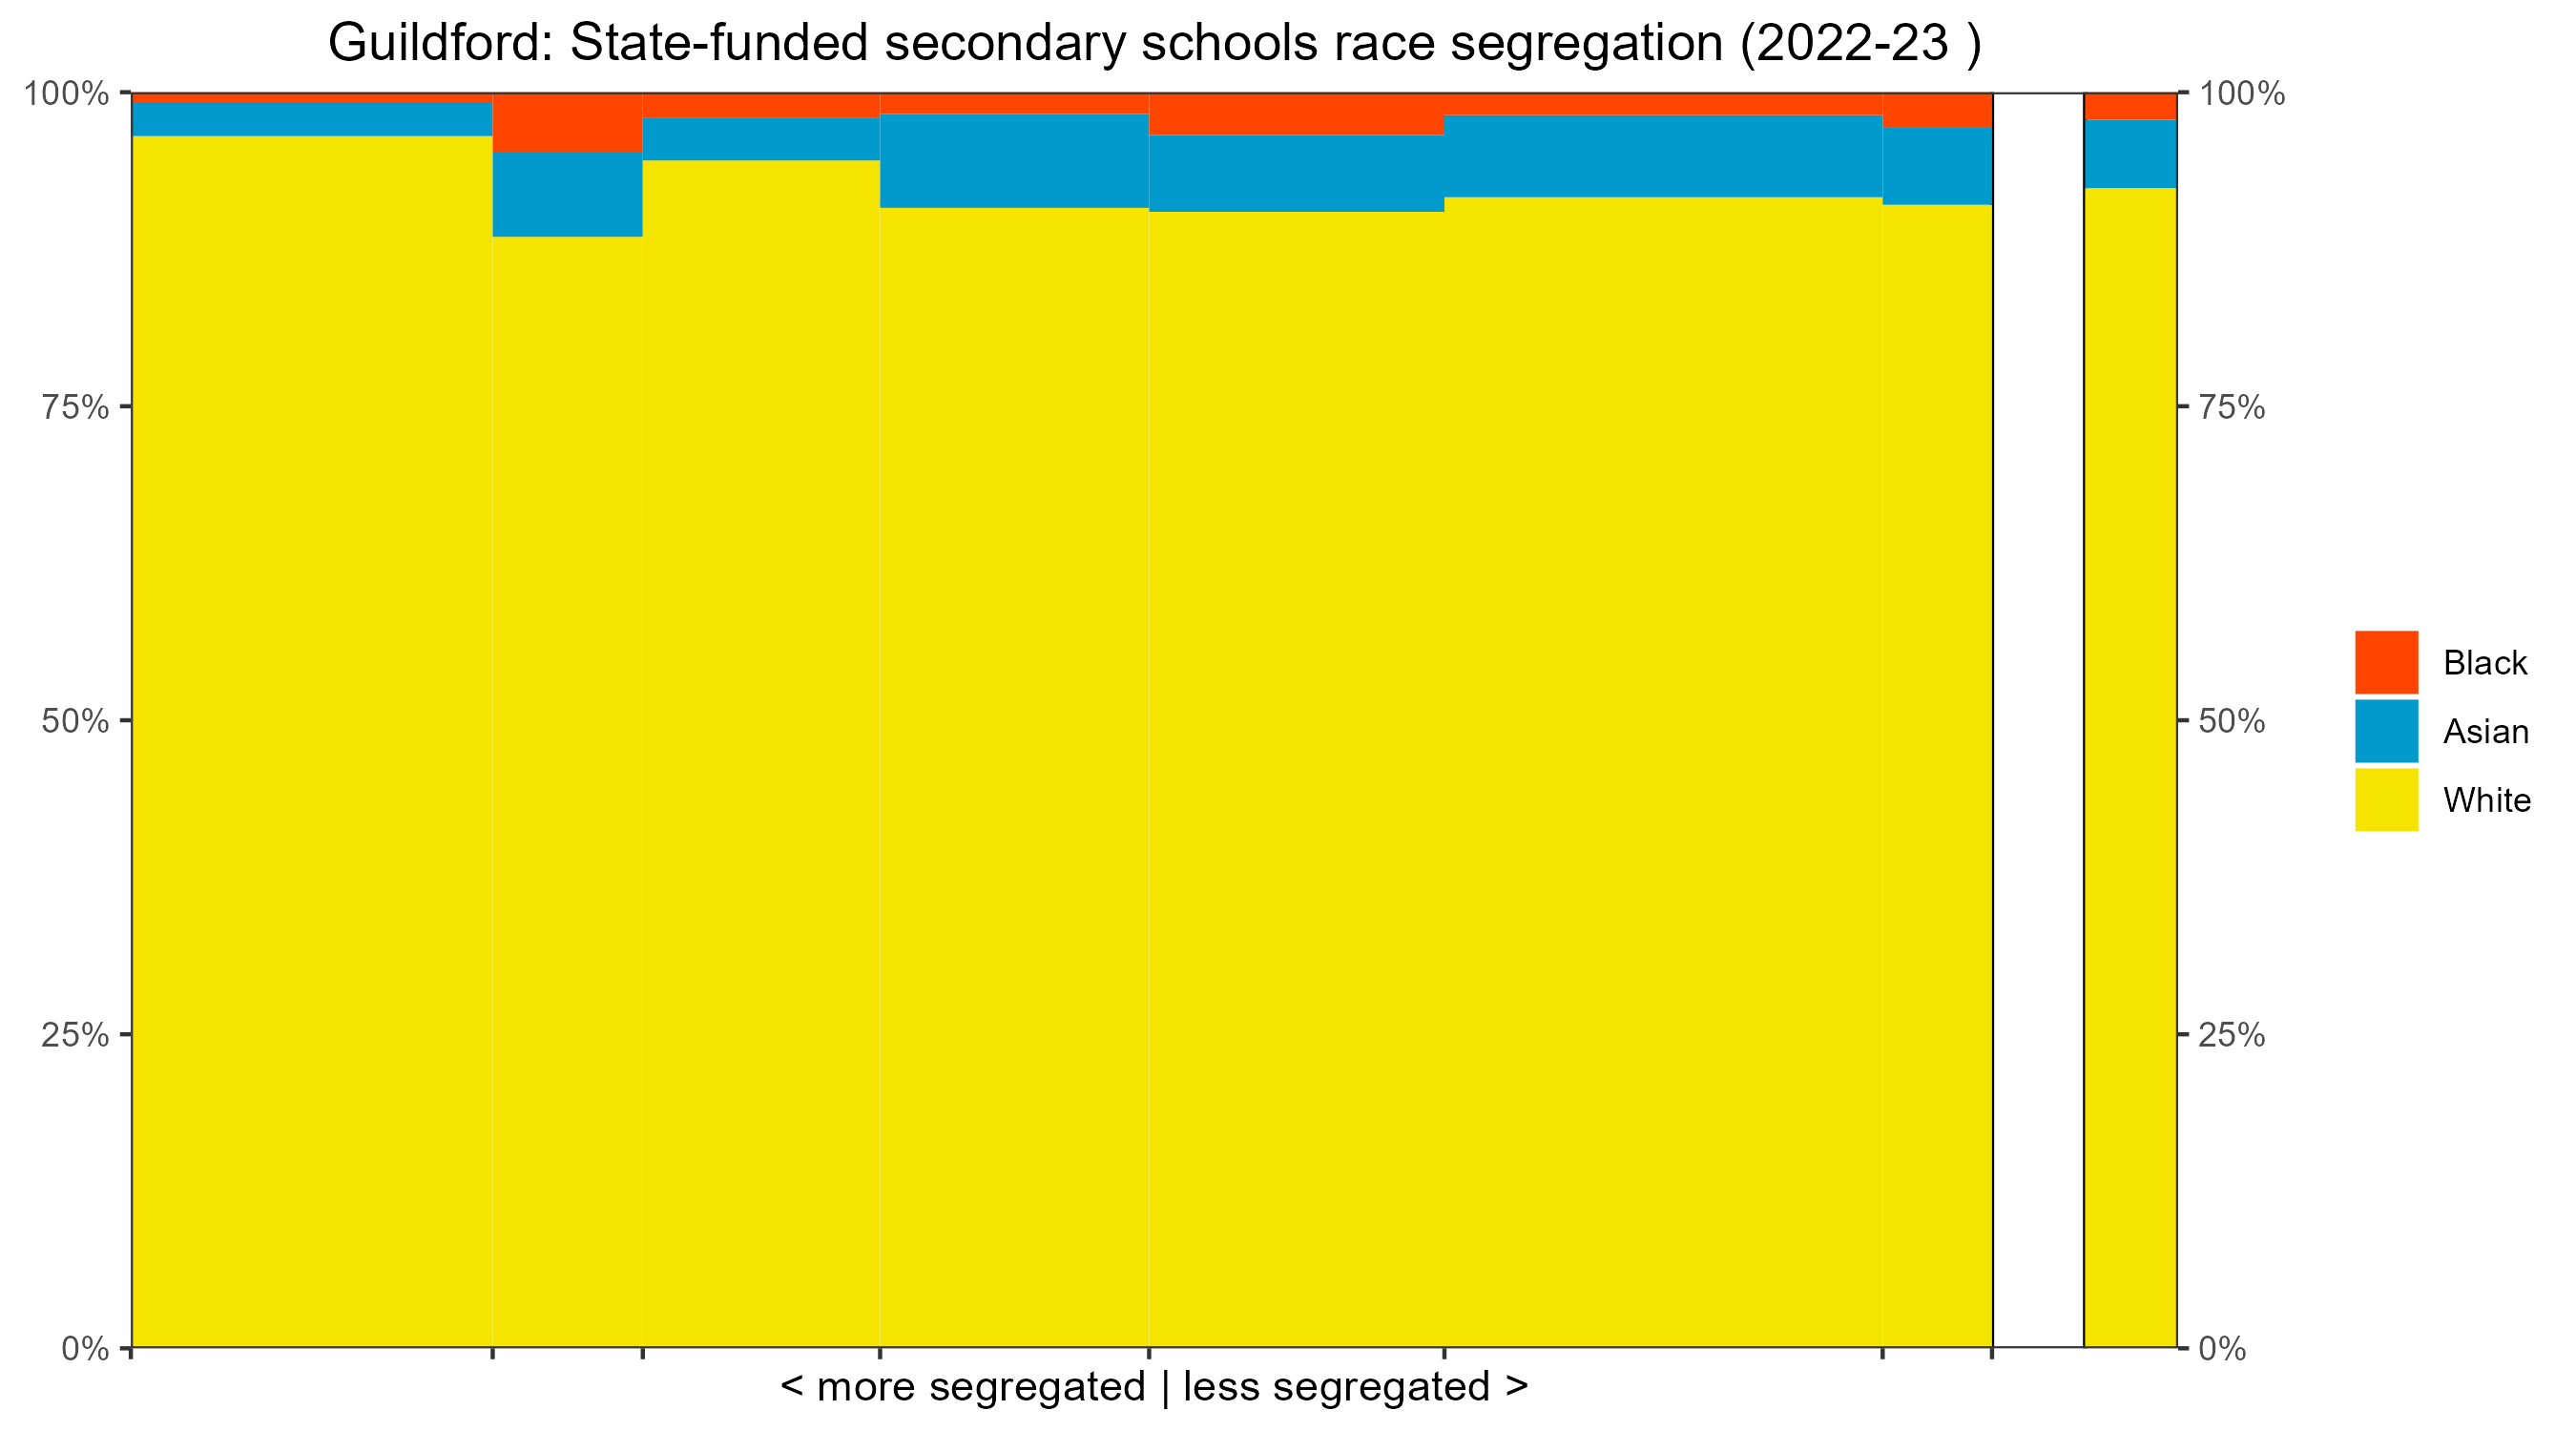 Guildford: State-funded secondary schools race segregation (2022-23 )
100%
75%
50%
25%
0%
100%
75%
50%
25%
0%
Black
Asian
White
< more segregated | less segregated >